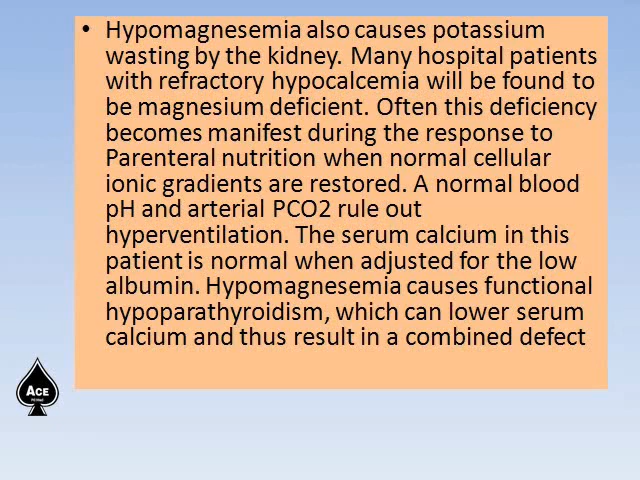 • Hypomagnesemia also causes potassium
wasting by the kidney. Many hospital patients
with refractory hypocalcemia will be found to
be magnesium deficient. Often this deficiency
becomes manifest during the response to
Parenteral nutrition when normal cellular
ionic gradients are restored. A normal blood
pH and arterial PCO2 rule out
hyperventilation. The serum calcium in this
patient is normal when adjusted for the low
albumin. Hypomagnesemia causes functional
hypoparathyroidism, which can lower serum
calcium and thus result in a combined defect
ACE